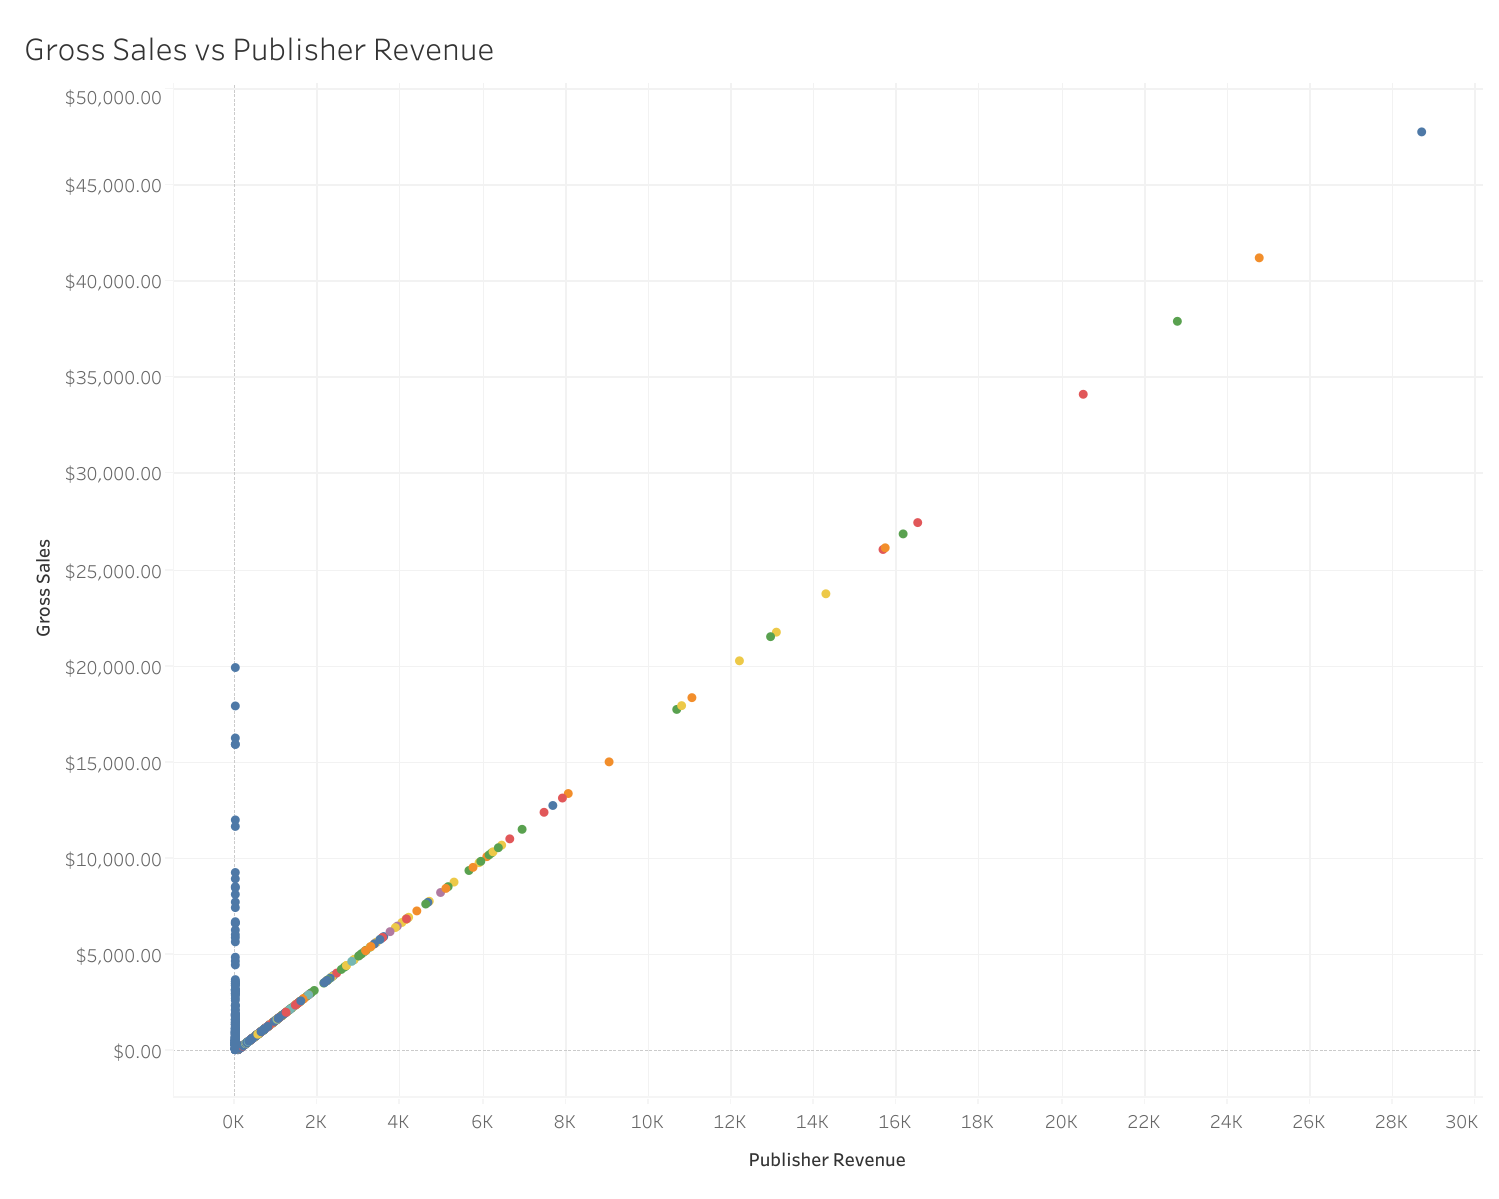 Gross Sales vs Publisher Revenue
$50,000.00
$45,000.00
$40,000.00
$35,000.00
$30,000.00
$25,000.00
$20,000.00
$15,000.00
$10,000.00
$5,000.00
$0.00
Gross Sales
0K 2K 4K 6K 8K 10K 12K 14K 16K 18K 20K 22K 24K 26K 28K 30K
Publisher Revenue